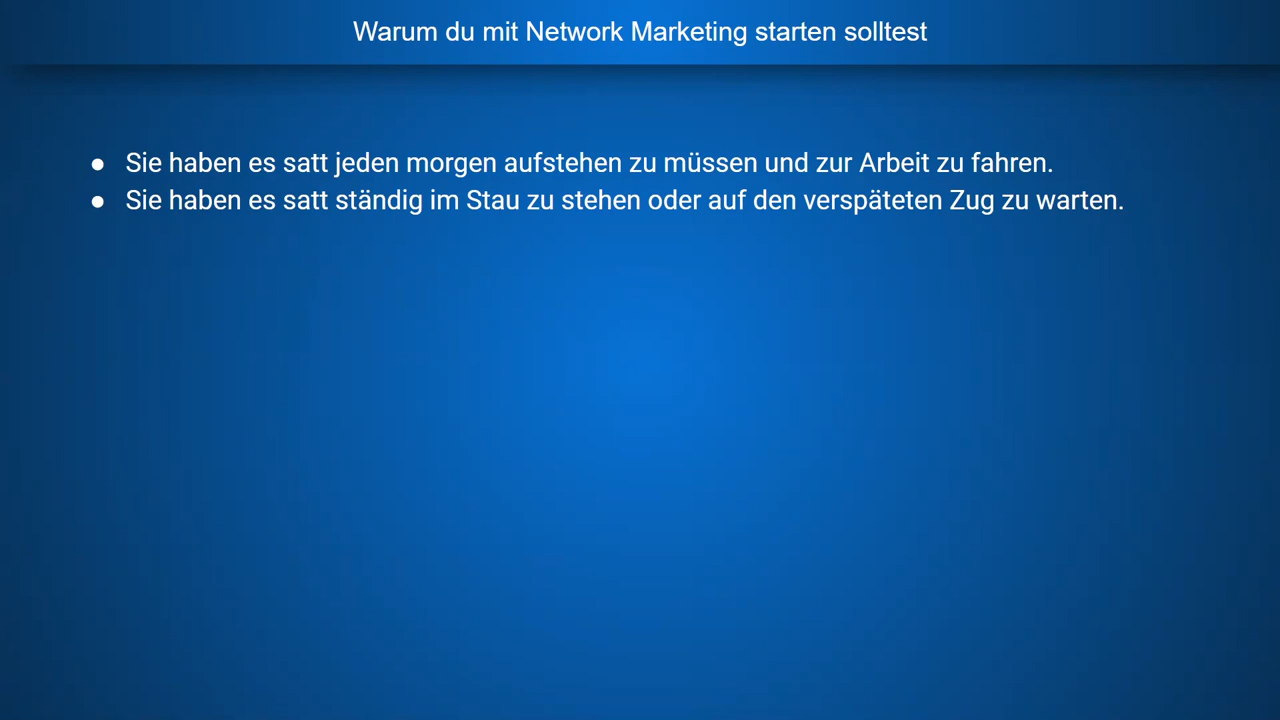 Warum du mit Network Marketing starten solltest
● Sie haben es satt jeden morgen aufstehen zu müssen und zur Arbeit zu fahren.
● Sie haben es satt ständig im Stau zu stehen oder auf den verspäteten Zug zu warten.